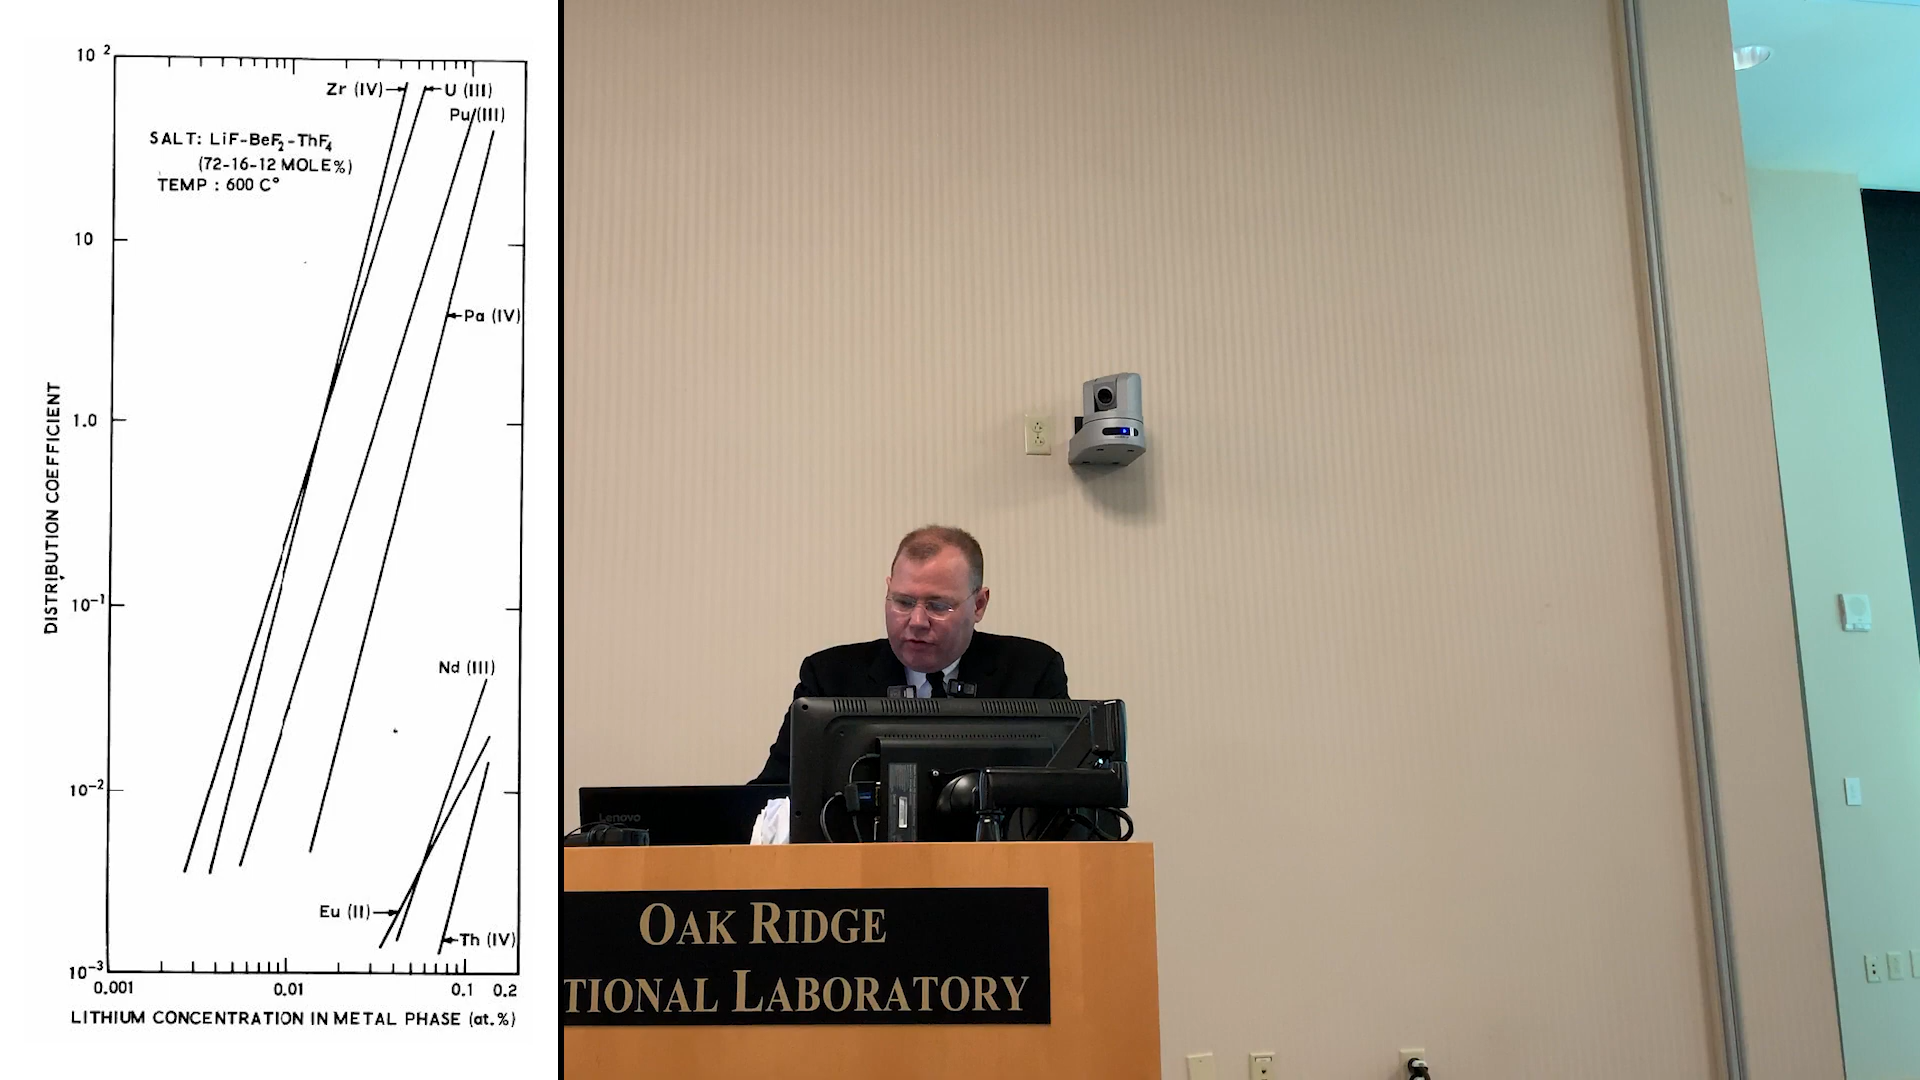 10²
Zr (IV)
U (III)
Pu (III)
SALT: LiF-BeF₂-ThF₄
(72-16-12 MOLE%)
TEMP : 600 C°
10
Pa (IV)
1.0
DISTRIBUTION COEFFICIENT
10⁻¹
Nd (III)
10⁻²
Eu (II)
Th (IV)
10⁻³
0.001
0.01
0.1
0.2
LITHIUM CONCENTRATION IN METAL PHASE (at.%)
Lenovo
OAK RIDGE
TIONAL LABORATORY